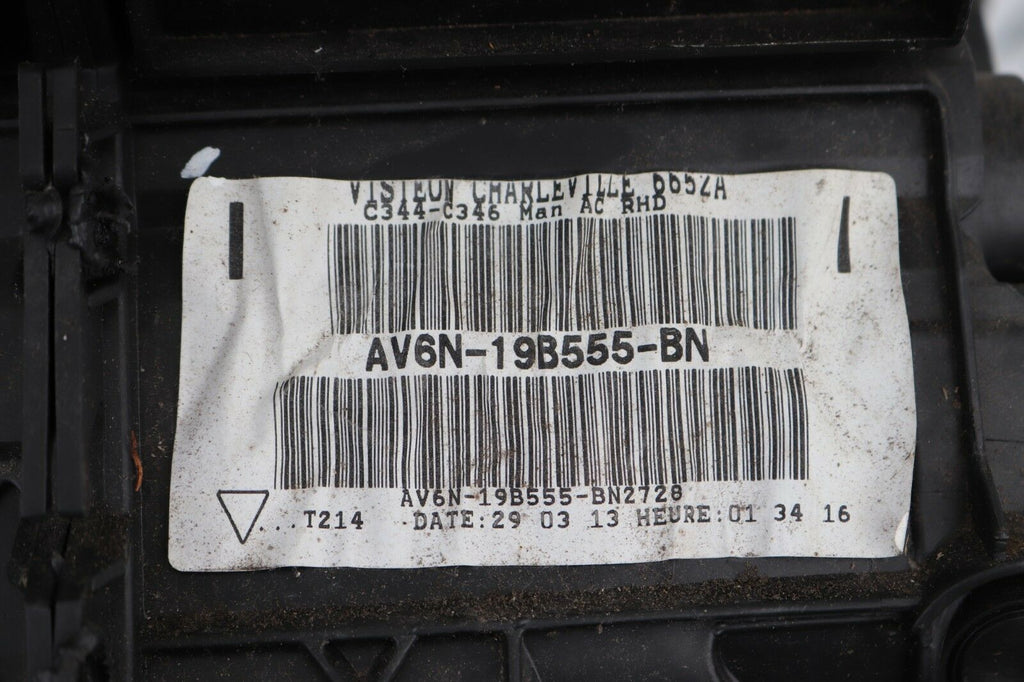 VISTEON CHARLEVILLE 8652A
C344-C346 Man AC RHD
AV6N-19B555-BN
AV6N-19B555-BN2728
...T214 DATE:29 03 13 HEURE:01 34 16